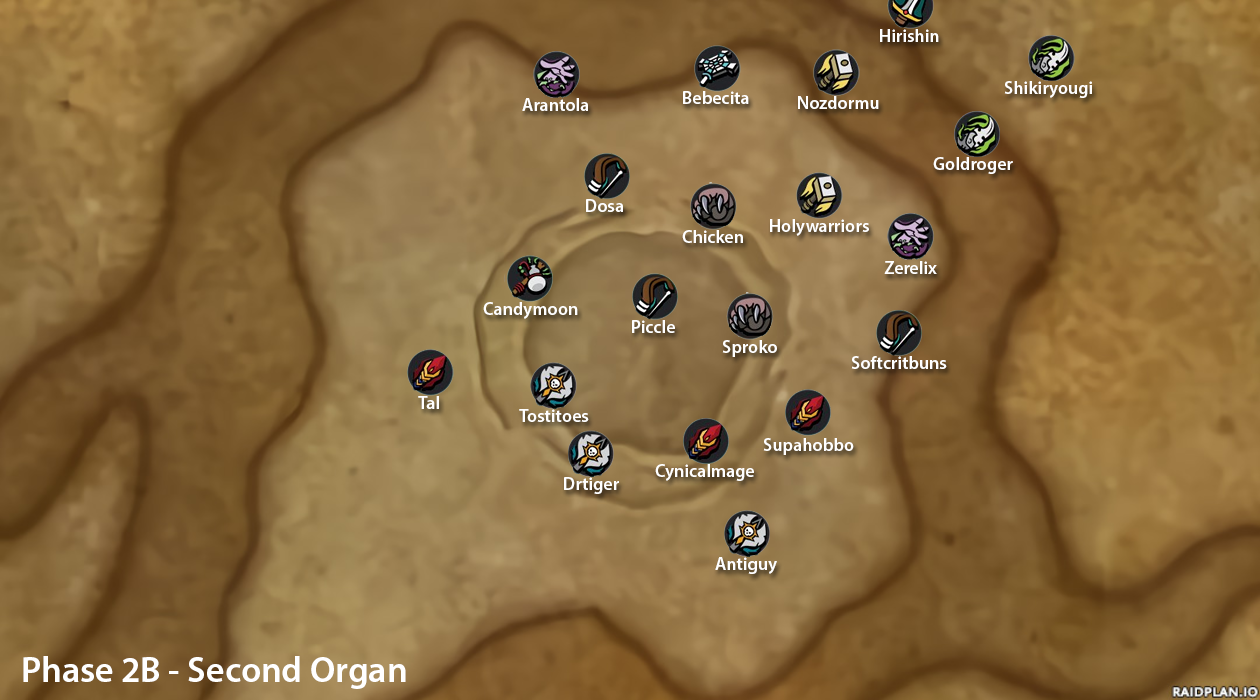 Hirishin
Shikiryougi
Arantola
Bebecita
Nozdormu
Goldroger
Dosa
Chicken
Holywarriors
Zerelix
Candymoon
Piccle
Sproko
Softcritbuns
Tal
Tostitoes
Supahobbo
Drtiger
Cynicalmage
Antiguy
Phase 2B - Second Organ
RAIDPLAN.IO